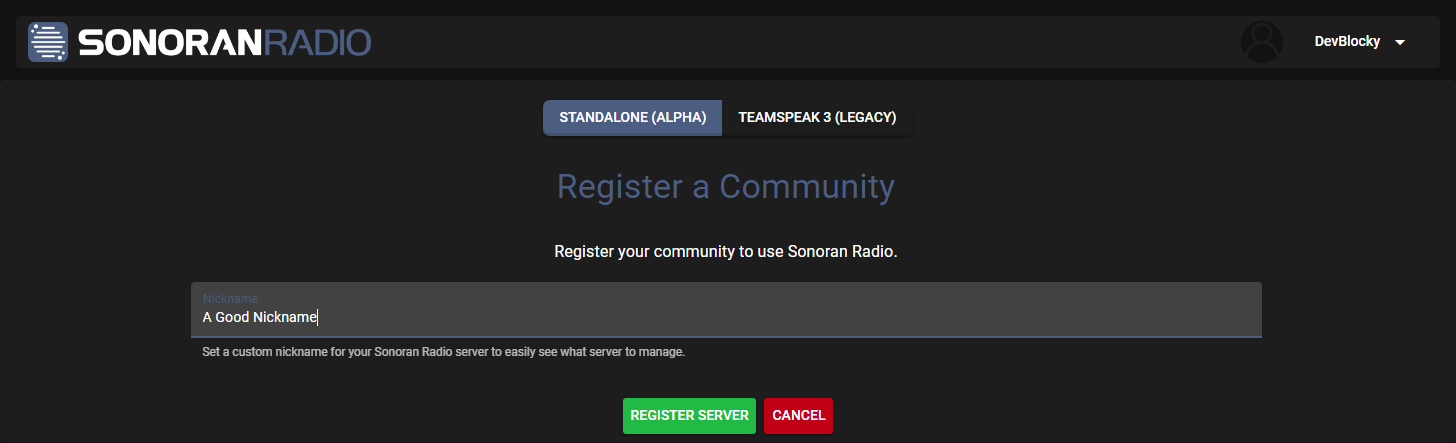 SONORANRADIO
DevBlocky
STANDALONE (ALPHA) TEAMSPEAK 3 (LEGACY)
Register a Community
Register your community to use Sonoran Radio.
Nickname
A Good Nickname
Set a custom nickname for your Sonoran Radio server to easily see what server to manage.
REGISTER SERVER CANCEL